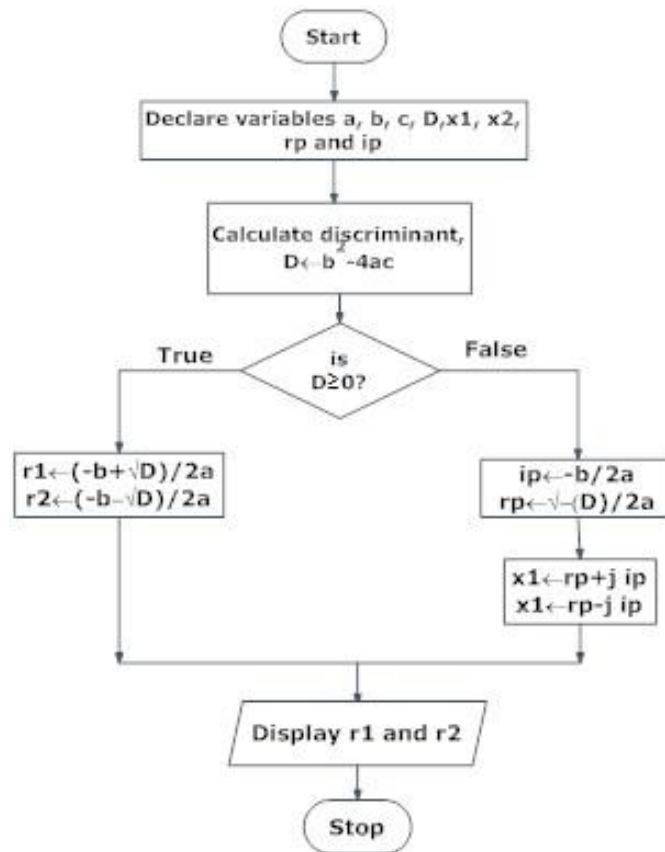 Start
Declare variables a, b, c, D,x1, x2,
rp and ip
Calculate discriminant,
D←b²-4ac
is
D≥0?
True
False
r1←(-b+√D)/2a
r2←(-b-√D)/2a
ip←-b/2a
rp←√-(D)/2a
x1←rp+j ip
x1←rp-j ip
Display r1 and r2
Stop